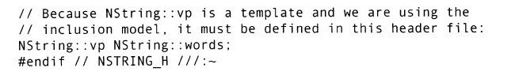 // Because NString::vp is a template and we are using the
// inclusion model, it must be defined in this header file:
NString::vp NString::words;
#endif // NSTRING_H ///:~